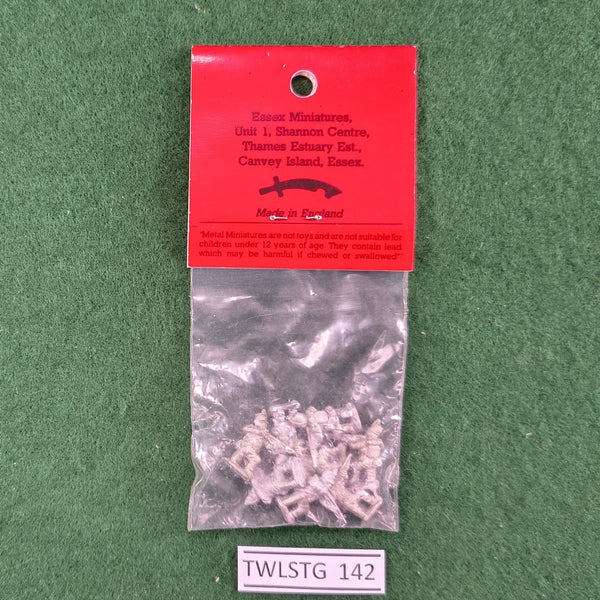 Essex Miniatures,
Unit 1, Shannon Centre,
Thames Estuary Est.,
Canvey Island, Essex.
Made in England
"Metal Miniatures are not toys and are not suitable for
children under 12 years of age. They contain lead
which may be harmful if chewed or swallowed"
TWLSTG 142